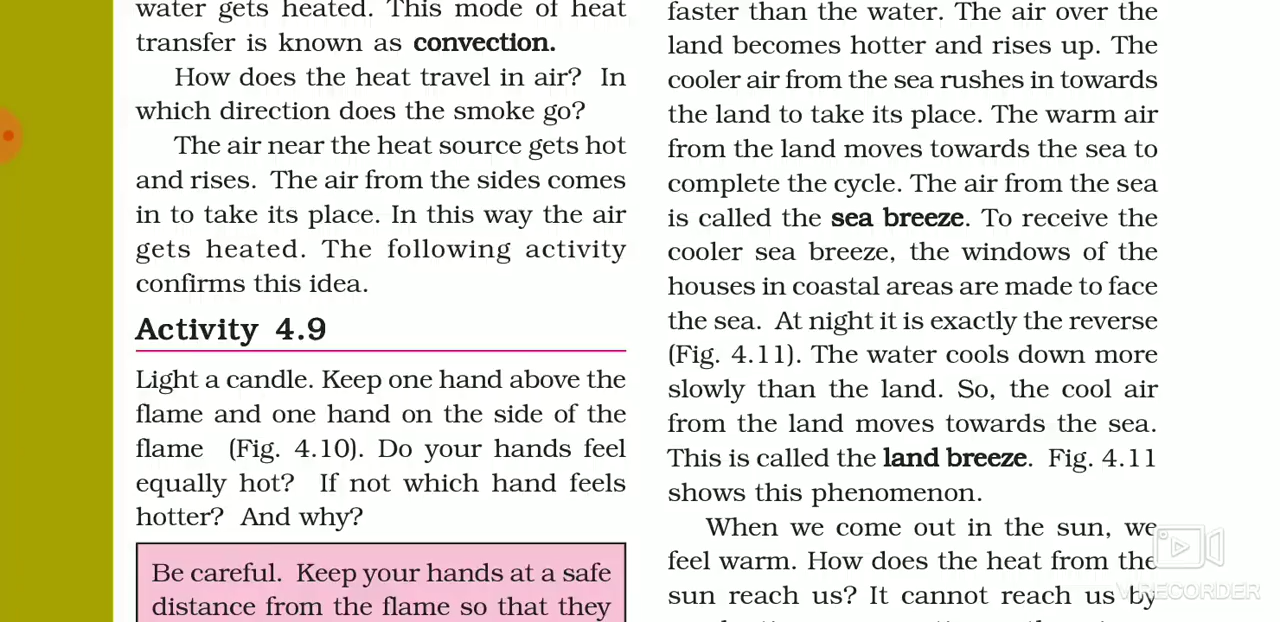 water gets heated. This mode of heat
transfer is known as convection.
How does the heat travel in air? In
which direction does the smoke go?
The air near the heat source gets hot
and rises. The air from the sides comes
in to take its place. In this way the air
gets heated. The following activity
confirms this idea.
Activity 4.9
Light a candle. Keep one hand above the
flame and one hand on the side of the
flame (Fig. 4.10). Do your hands feel
equally hot? If not which hand feels
hotter? And why?
Be careful. Keep your hands at a safe
distance from the flame so that they
faster than the water. The air over the
land becomes hotter and rises up. The
cooler air from the sea rushes in towards
the land to take its place. The warm air
from the land moves towards the sea to
complete the cycle. The air from the sea
is called the sea breeze. To receive the
cooler sea breeze, the windows of the
houses in coastal areas are made to face
the sea. At night it is exactly the reverse
(Fig. 4.11). The water cools down more
slowly than the land. So, the cool air
from the land moves towards the sea.
This is called the land breeze. Fig. 4.11
shows this phenomenon.
When we come out in the sun, we
feel warm. How does the heat from the
sun reach us? It cannot reach us by
V RECORDER